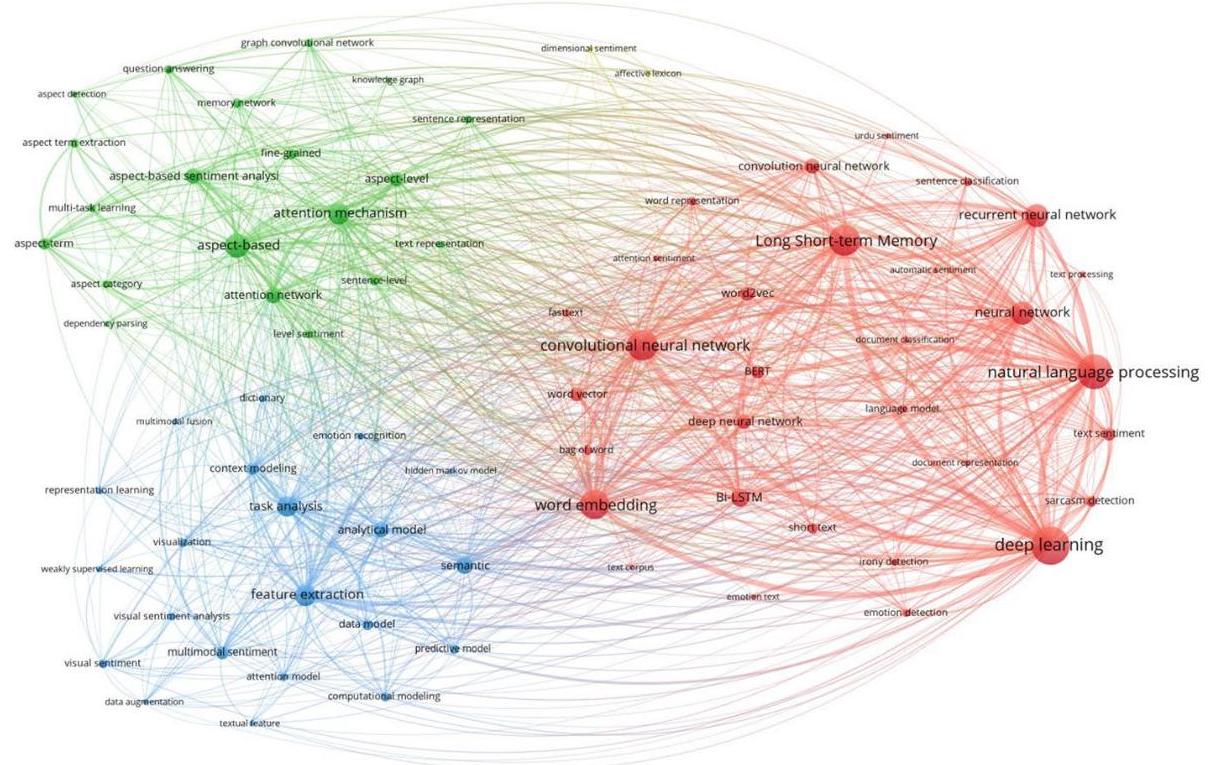 graph convolutional network
dimensional sentiment
question answering
affective lexicon
knowledge graph
aspect detection
memory network
sentence representation
urdu sentiment
aspect term extraction
fine-grained
convolution neural network
aspect-based sentiment analysi
aspect-level
sentence classification
word representation
multi-task learning
attention mechanism
recurrent neural network
aspect-term
aspect-based
text representation
Long Short-term Memory
attention sentiment
automatic sentiment
text processing
aspect category
sentence-level
attention network
word2vec
fasttext
neural network
dependency parsing
level sentiment
document classification
convolutional neural network
BERT
natural language processing
dictionary
word vector
language model
multimodal fusion
deep neural network
emotion recognition
text sentiment
bag of word
context modeling
hidden markov model
document representation
representation learning
task analysis
word embedding
Bi-LSTM
sarcasm detection
analytical model
short text
visualization
deep learning
weakly supervised learning
semantic
text corpus
irony detection
feature extraction
emotion text
visual sentiment analysis
data model
emotion detection
multimodal sentiment
predictive model
visual sentiment
attention model
data augmentation
computational modeling
textual feature